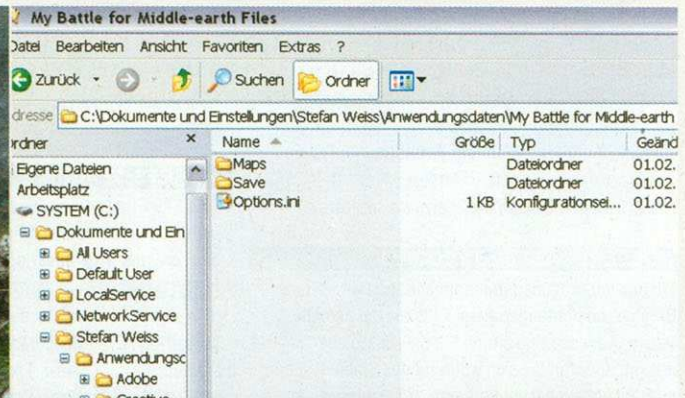 My Battle for Middle-earth Files
Datei Bearbeiten Ansicht Favoriten Extras ?
Zurück Suchen Ordner
dresse C:\Dokumente und Einstellungen\Stefan Weiss\Anwendungsdaten\My Battle for Middle-earth
rdner × Name Größe Typ Geänd
Eigene Dateien Maps Dateiordner 01.02.
Arbeitsplatz Save Dateiordner 01.02.
SYSTEM (C:) Options.ini 1 KB Konfigurationsei... 01.02.
Dokumente und Ein
All Users
Default User
LocalService
NetworkService
Stefan Weiss
Anwendungsc
Adobe